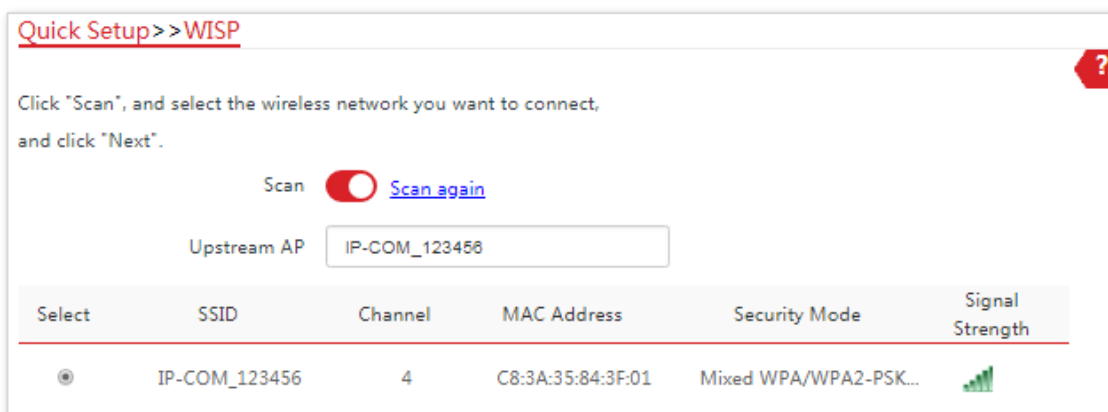 Quick Setup>>WISP
?
Click "Scan", and select the wireless network you want to connect,
and click "Next".
Scan Scan again
Upstream AP IP-COM_123456
Select SSID Channel MAC Address Security Mode Signal Strength
IP-COM_123456 4 C8:3A:35:84:3F:01 Mixed WPA/WPA2-PSK...